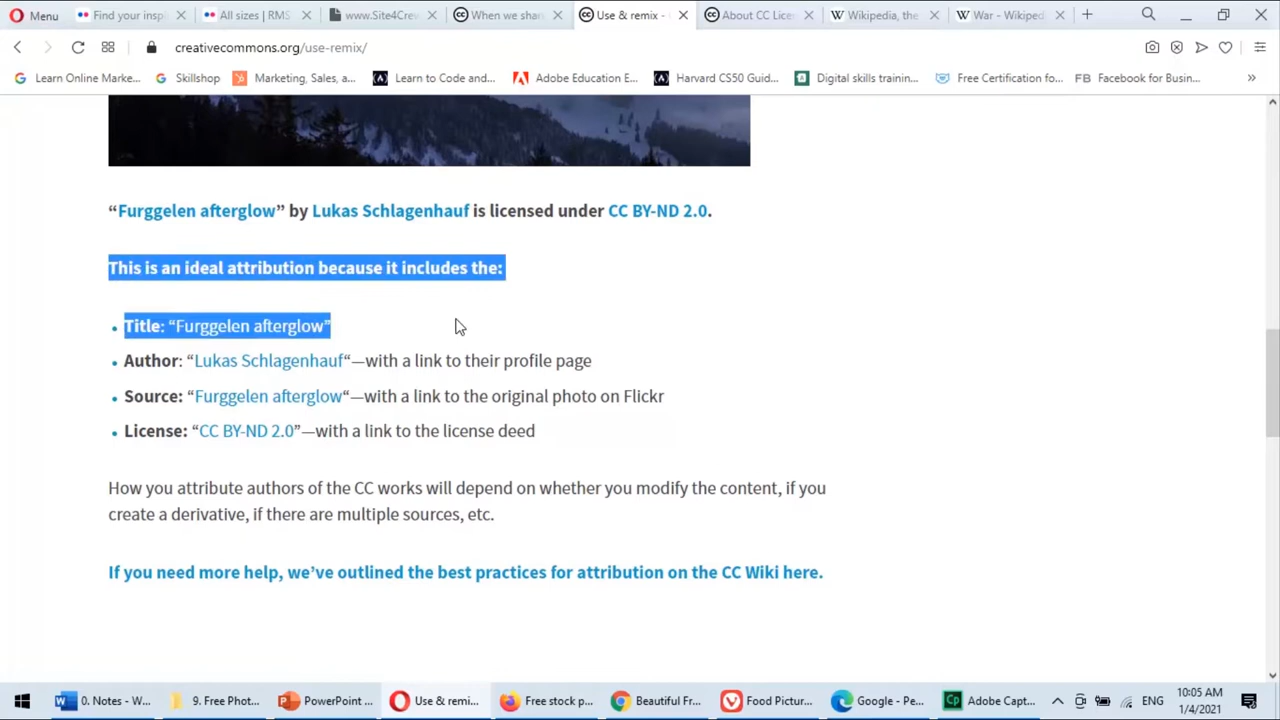 Menu
Find your inspi
All sizes | RMS
www.Site4Crew
When we shar
Use & remix -
About CC Lice
Wikipedia, the
War - Wikiped
creativecommons.org/use-remix/
Learn Online Marke...
Skillshop
Marketing, Sales, a...
Learn to Code and...
Adobe Education E...
Harvard CS50 Guid...
Digital skills trainin...
Free Certification fo...
FB Facebook for Busin...
“Furggelen afterglow” by Lukas Schlagenhauf is licensed under CC BY-ND 2.0.
This is an ideal attribution because it includes the:
• Title: “Furggelen afterglow”
• Author: “Lukas Schlagenhauf“—with a link to their profile page
• Source: “Furggelen afterglow“—with a link to the original photo on Flickr
• License: “CC BY-ND 2.0”—with a link to the license deed
How you attribute authors of the CC works will depend on whether you modify the content, if you
create a derivative, if there are multiple sources, etc.
If you need more help, we’ve outlined the best practices for attribution on the CC Wiki here.
0. Notes - W...
9. Free Phot...
PowerPoint ...
Use & remi...
Free stock p...
Beautiful Fr...
Food Pictur...
Google - Pe...
Adobe Capt...
ENG
10:05 AM
1/4/2021